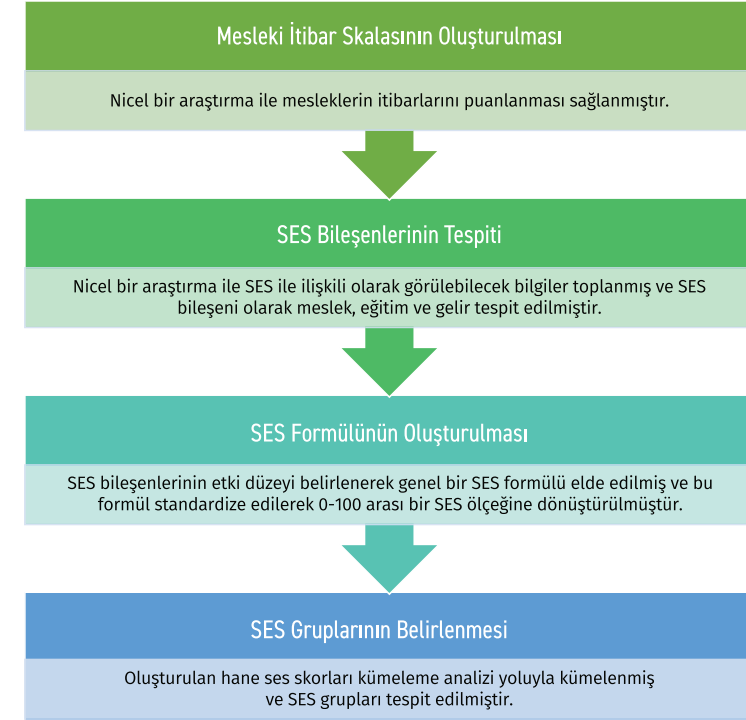 Mesleki İtibar Skalasının Oluşturulması
Nicel bir araştırma ile mesleklerin itibarlarını puanlanması sağlanmıştır.
SES Bileşenlerinin Tespiti
Nicel bir araştırma ile SES ile ilişkili olarak görülebilecek bilgiler toplanmış ve SES
bileşeni olarak meslek, eğitim ve gelir tespit edilmiştir.
SES Formülünün Oluşturulması
SES bileşenlerinin etki düzeyi belirlenerek genel bir SES formülü elde edilmiş ve bu
formül standardize edilerek 0-100 arası bir SES ölçeğine dönüştürülmüştür.
SES Gruplarının Belirlenmesi
Oluşturulan hane ses skorları kümeleme analizi yoluyla kümelenmiş
ve SES grupları tespit edilmiştir.